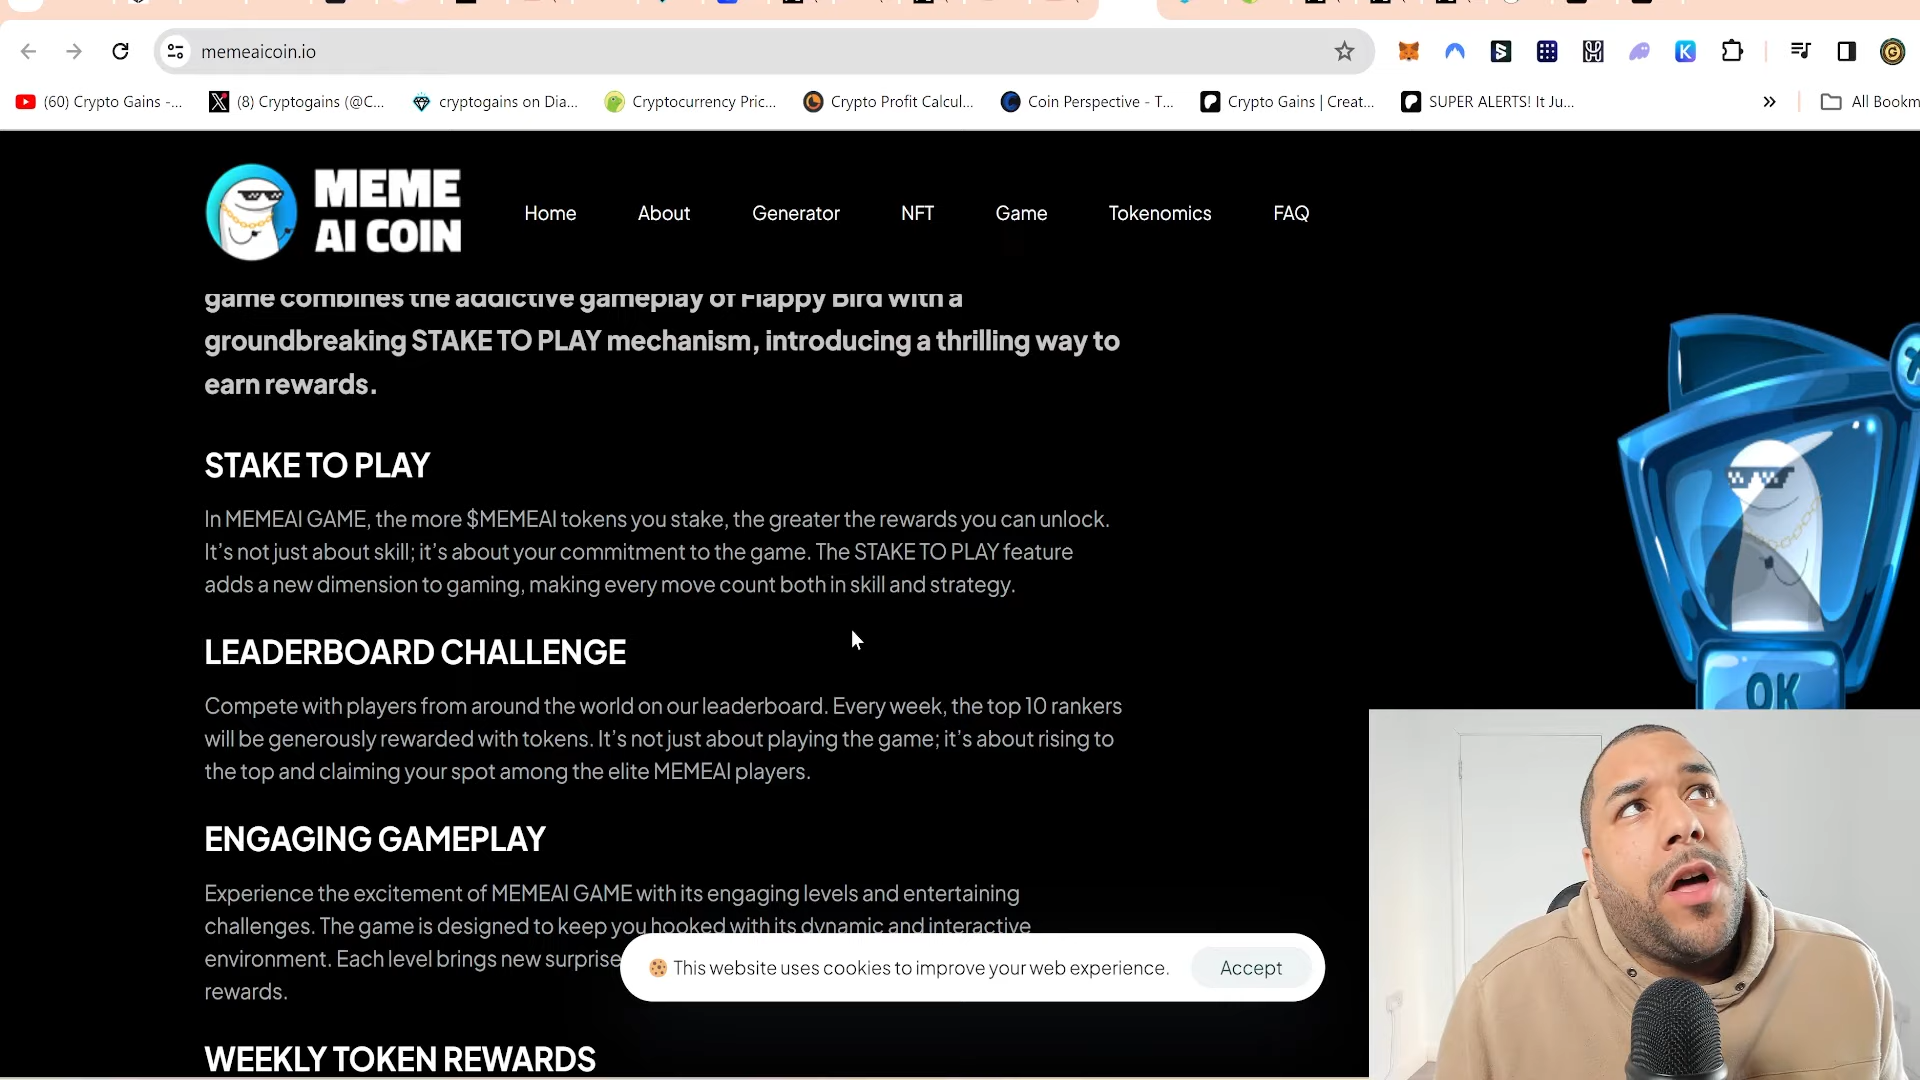 memeaicoin.io
(60) Crypto Gains -...
(8) Cryptogains (@C...
cryptogains on Dia...
Cryptocurrency Pric...
Crypto Profit Calcul...
Coin Perspective - T...
Crypto Gains | Creat...
SUPER ALERTS! It Ju...
All Bookm
MEME
AI COIN
Home
About
Generator
NFT
Game
Tokenomics
FAQ
game combines the addictive gameplay of Flappy Bird with a
groundbreaking STAKE TO PLAY mechanism, introducing a thrilling way to
earn rewards.
STAKE TO PLAY
In MEMEAI GAME, the more $MEMEAI tokens you stake, the greater the rewards you can unlock.
It’s not just about skill; it’s about your commitment to the game. The STAKE TO PLAY feature
adds a new dimension to gaming, making every move count both in skill and strategy.
LEADERBOARD CHALLENGE
Compete with players from around the world on our leaderboard. Every week, the top 10 rankers
will be generously rewarded with tokens. It’s not just about playing the game; it’s about rising to
the top and claiming your spot among the elite MEMEAI players.
ENGAGING GAMEPLAY
Experience the excitement of MEMEAI GAME with its engaging levels and entertaining
challenges. The game is designed to keep you hooked with its dynamic and interactive
environment. Each level brings new surprise
rewards.
WEEKLY TOKEN REWARDS
This website uses cookies to improve your web experience.
Accept
OK